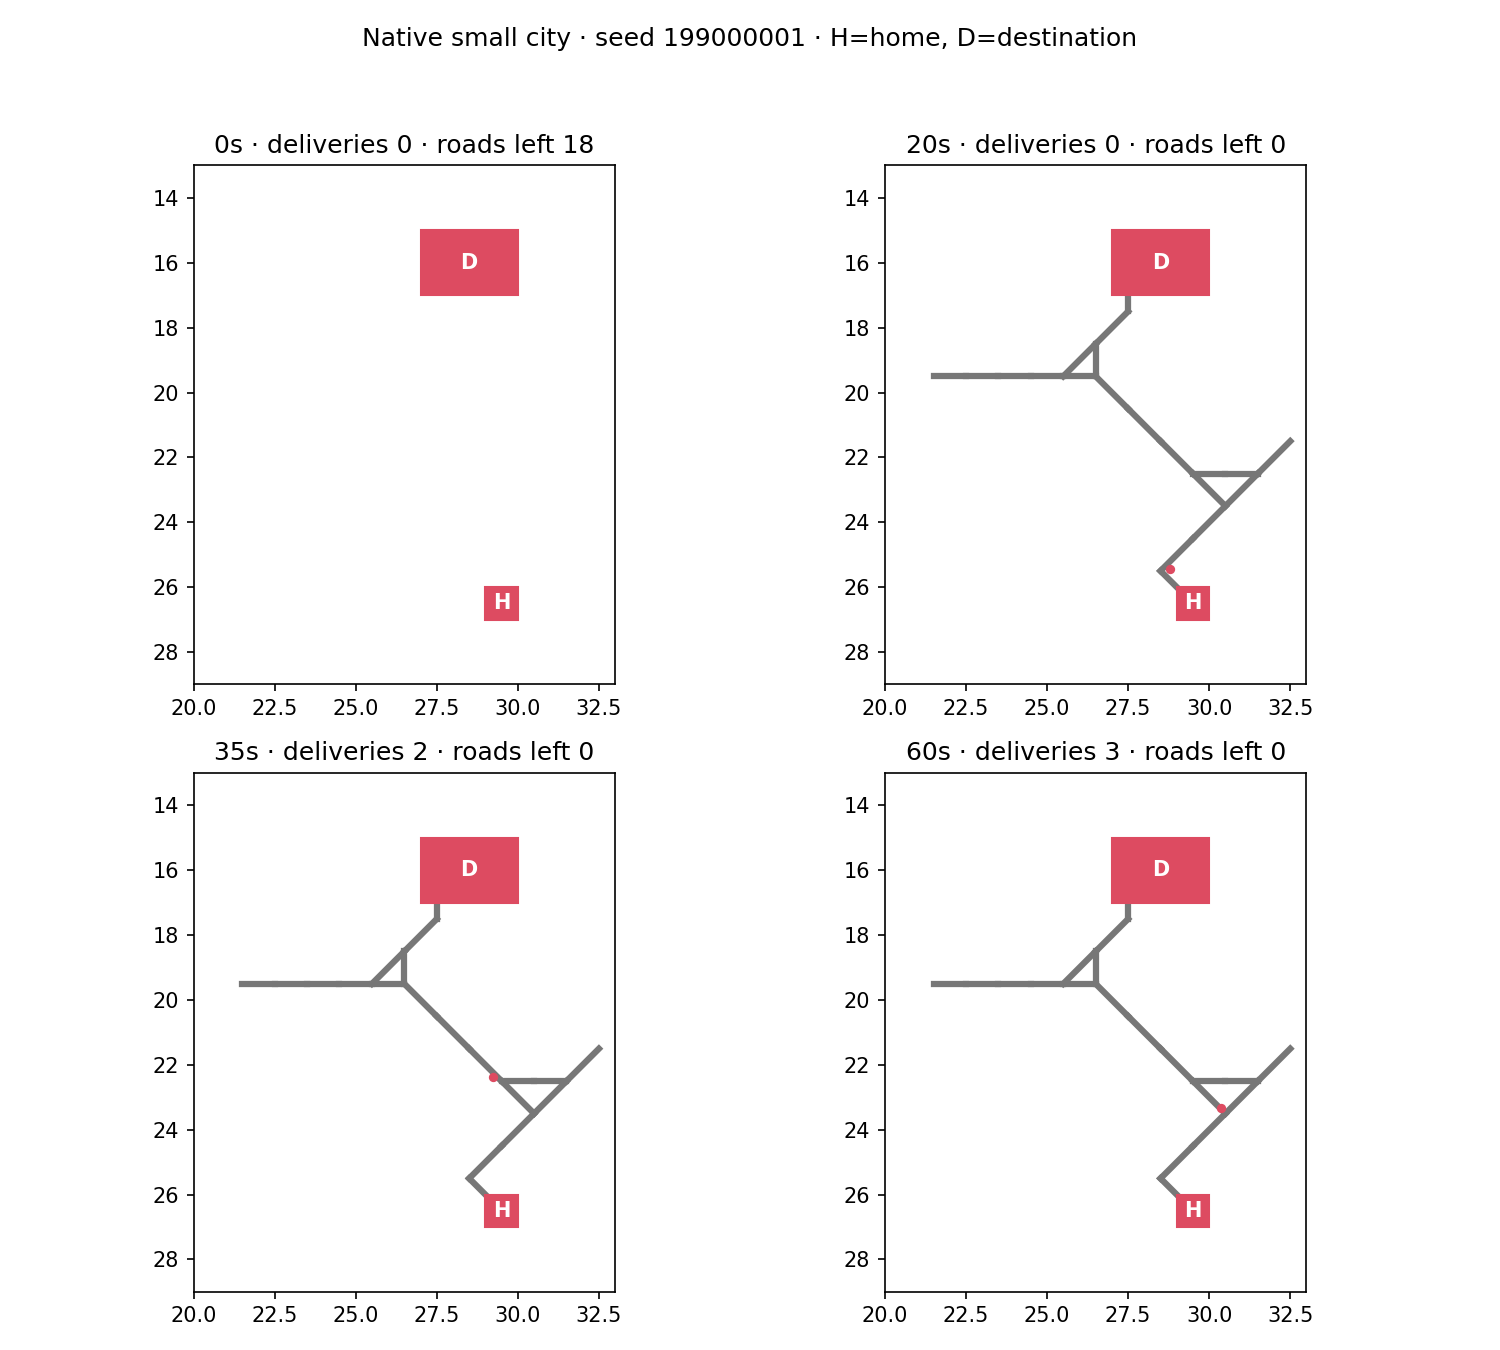 Native small city · seed 199000001 · H=home, D=destination
0s · deliveries 0 · roads left 18
14
16
18
20
22
24
26
28
D
H
20.0 22.5 25.0 27.5 30.0 32.5
20s · deliveries 0 · roads left 0
14
16
18
20
22
24
26
28
D
H
20.0 22.5 25.0 27.5 30.0 32.5
35s · deliveries 2 · roads left 0
14
16
18
20
22
24
26
28
D
H
20.0 22.5 25.0 27.5 30.0 32.5
60s · deliveries 3 · roads left 0
14
16
18
20
22
24
26
28
D
H
20.0 22.5 25.0 27.5 30.0 32.5